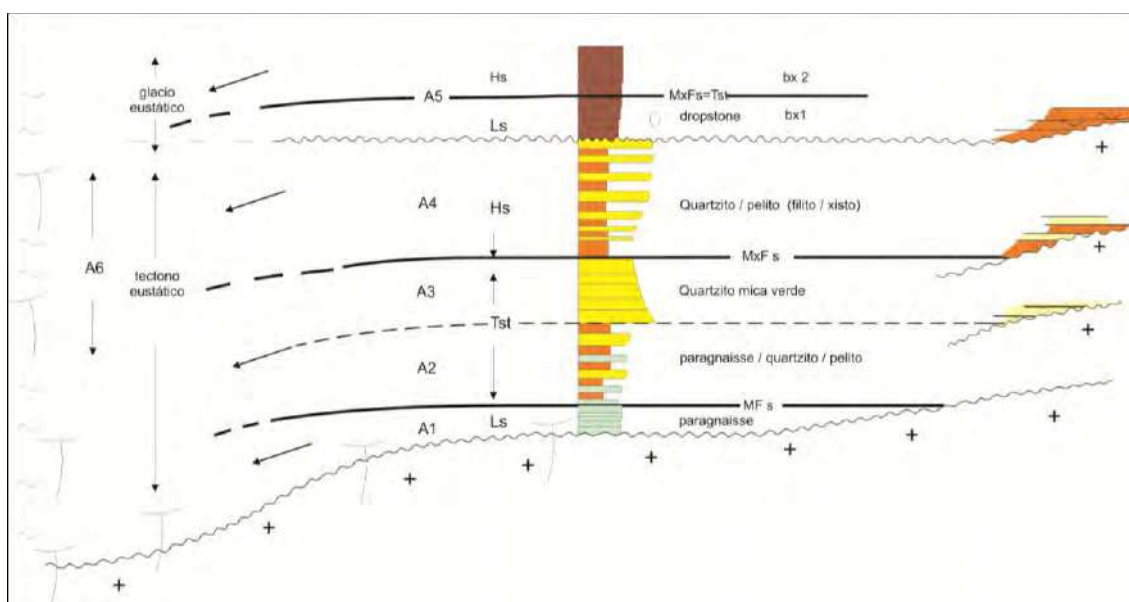 Hs
bx 2
glacio
eustático
A5
MxFs=Tst
Ls
dropstone
bx1
A4
Hs
Quartzito / pelito (filito / xisto)
A6
tectono
eustático
MxF s
A3
Quartzito mica verde
Tst
A2
paragnaisse / quartzito / pelito
MF s
A1
Ls
paragnaisse